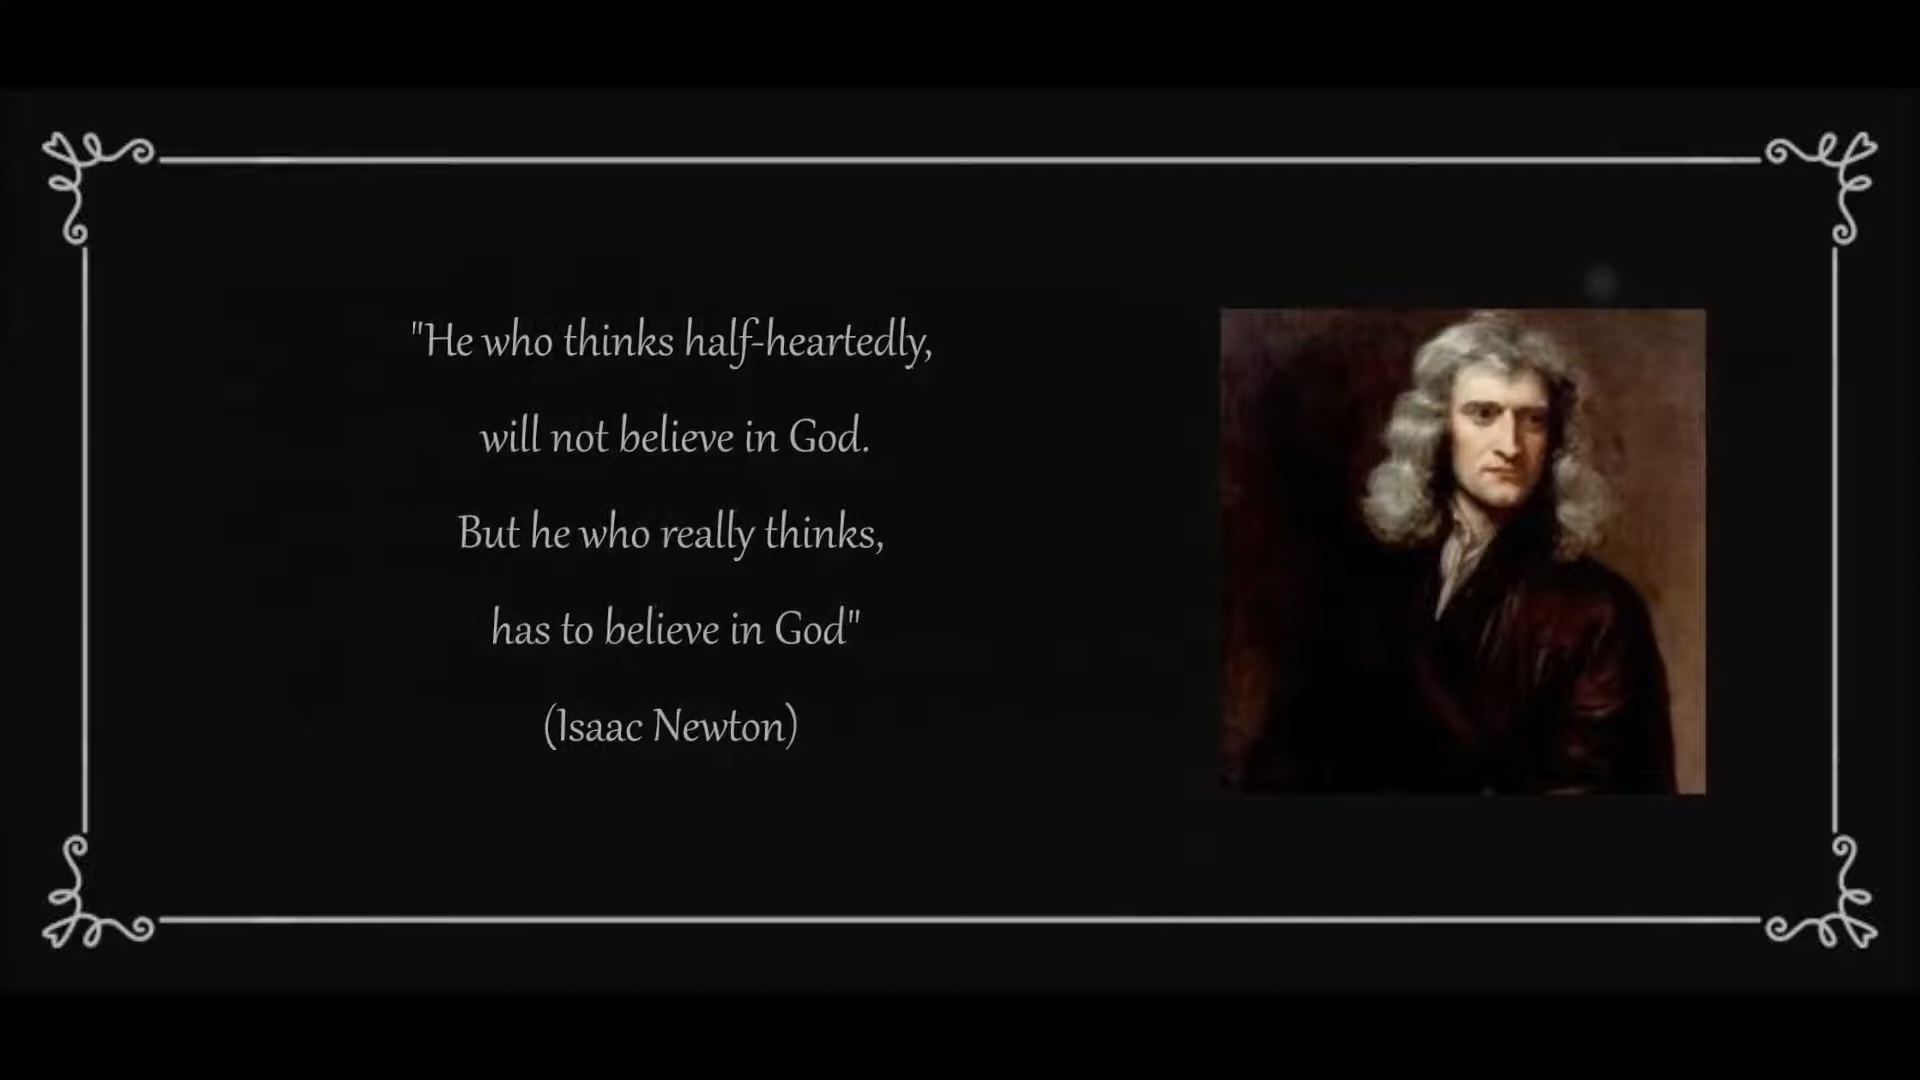 "He who thinks half-heartedly,
will not believe in God.
But he who really thinks,
has to believe in God"
(Isaac Newton)